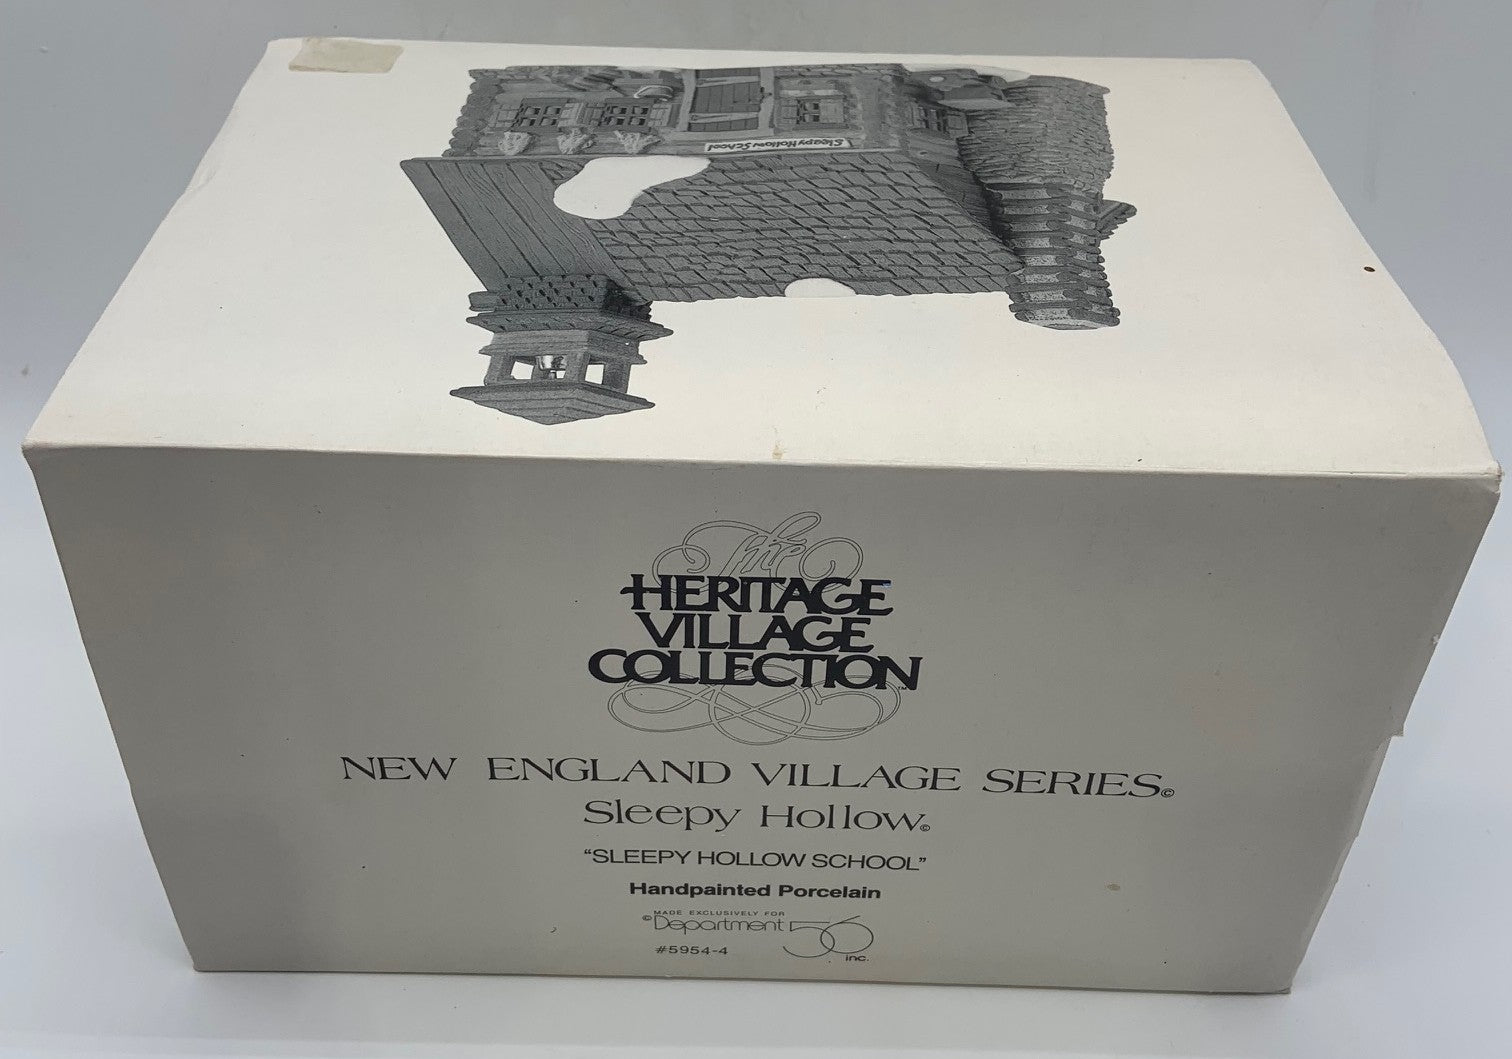 Sleepy Hollow School
The
HERITAGE
VILLAGE
COLLECTION™
NEW ENGLAND VILLAGE SERIES©
Sleepy Hollow©
“SLEEPY HOLLOW SCHOOL”
Handpainted Porcelain
MADE EXCLUSIVELY FOR
©Department 56 inc.
#5954-4